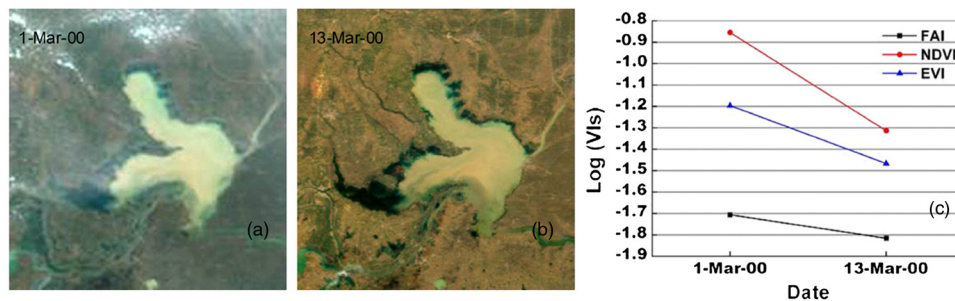 1-Mar-00
(a)
13-Mar-00
(b)
-0.8
-0.9
-1.0
-1.1
-1.2
-1.3
-1.4
-1.5
-1.6
-1.7
-1.8
-1.9
Log (VIs)
FAI
NDVI
EVI
(c)
1-Mar-00 13-Mar-00
Date